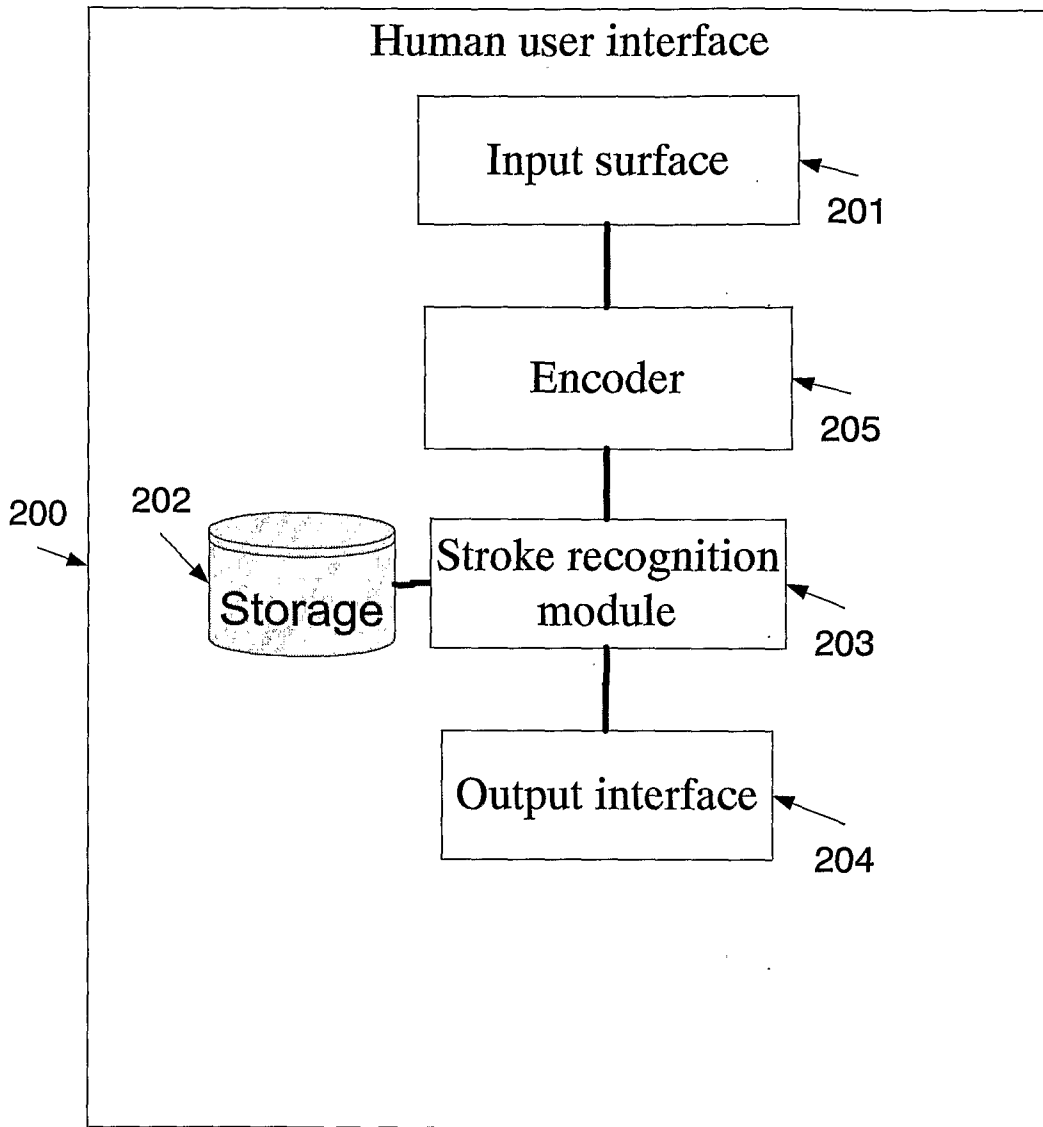 Human user interface
Input surface
201
Encoder
205
200
202
Storage
Stroke recognition
module
203
Output interface
204